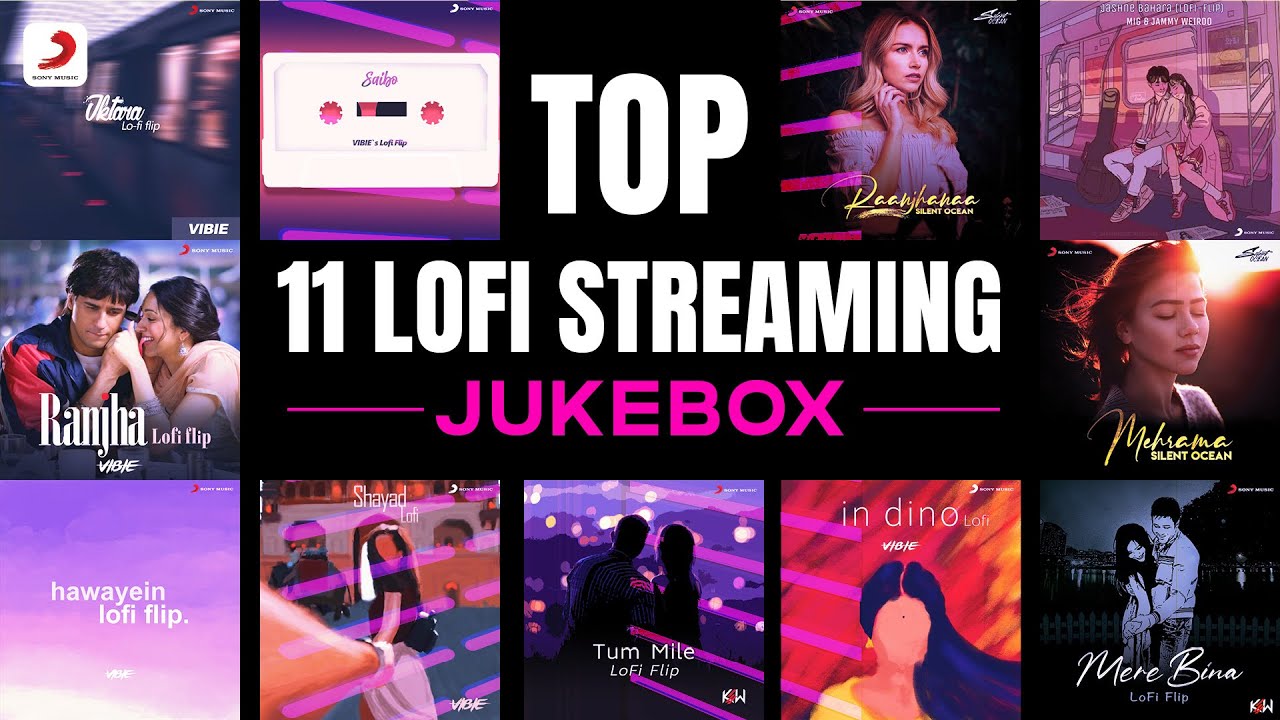 SONY MUSIC
Iktara
Lo-fi flip
VIBIE
SONY MUSIC
Saibo
VIBIE`s Lofi Flip
TOP
SONY MUSIC
Silent
OCEAN
Raanjhanaa
SILENT OCEAN
Jashne Bahara (LOFI-FLIP)
MIG & JAMMY WEIRDO
SONY MUSIC
SONY MUSIC
Ranjha Lofi flip
VIBIE
11 LOFI STREAMING
JUKEBOX
SONY MUSIC
Silent
OCEAN
Mehrama
SILENT OCEAN
SONY MUSIC
hawayein
lofi flip.
VIBIE
SONY MUSIC
Shayad
Lofi
VIBIE
SONY MUSIC
Tum Mile
LoFi Flip
K&W
SONY MUSIC
in dino Lofi
VIBIE
SONY MUSIC
Mere Bina
LoFi Flip
K&W